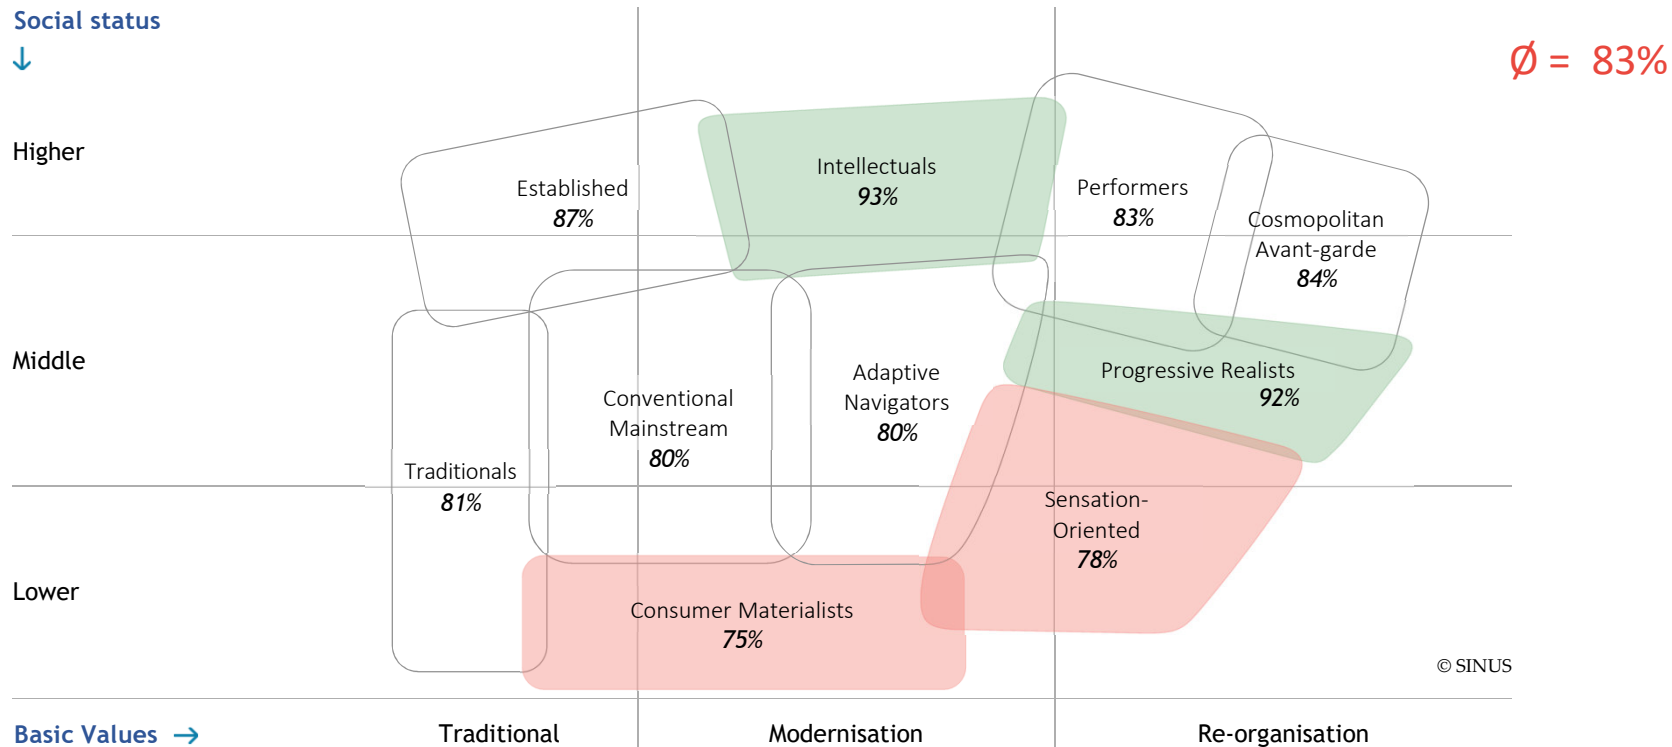 Social status
↓
Ø = 83%
Higher
Established
87%
Intellectuals
93%
Performers
83%
Cosmopolitan
Avant-garde
84%
Middle
Traditionals
81%
Conventional
Mainstream
80%
Adaptive
Navigators
80%
Progressive Realists
92%
Sensation-
Oriented
78%
Lower
Consumer Materialists
75%
© SINUS
Basic Values →
Traditional
Modernisation
Re-organisation